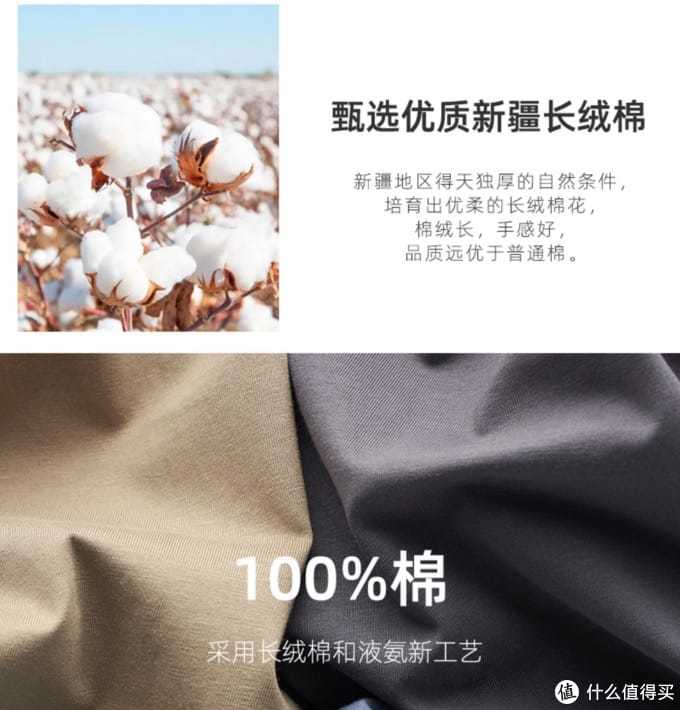 甄选优质新疆长绒棉
新疆地区得天独厚的自然条件，
培育出优柔的长绒棉花，
棉绒长，手感好，
品质远优于普通棉。
100%棉
采用长绒棉和液氨新工艺
值 什么值得买